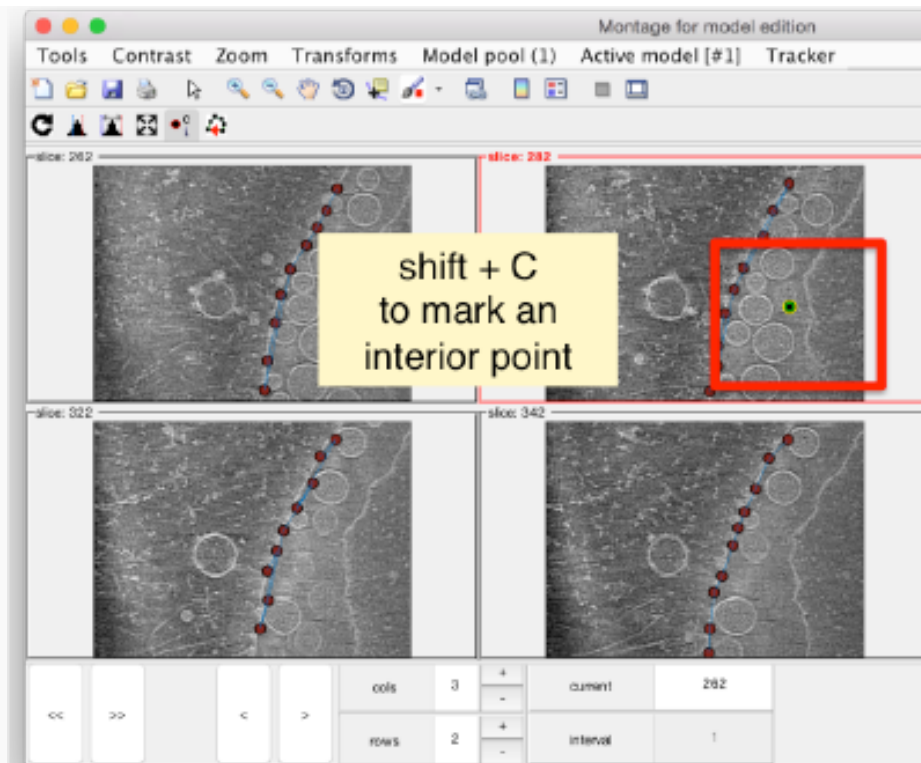 Montage for model edition
Tools Contrast Zoom Transforms Model pool (1) Active model [#1] Tracker
slice: 262
slice: 282
shift + C
to mark an
interior point
slice: 322
slice: 342
<< >> < > cols 3 + - current 282
rows 2 + - interval 1